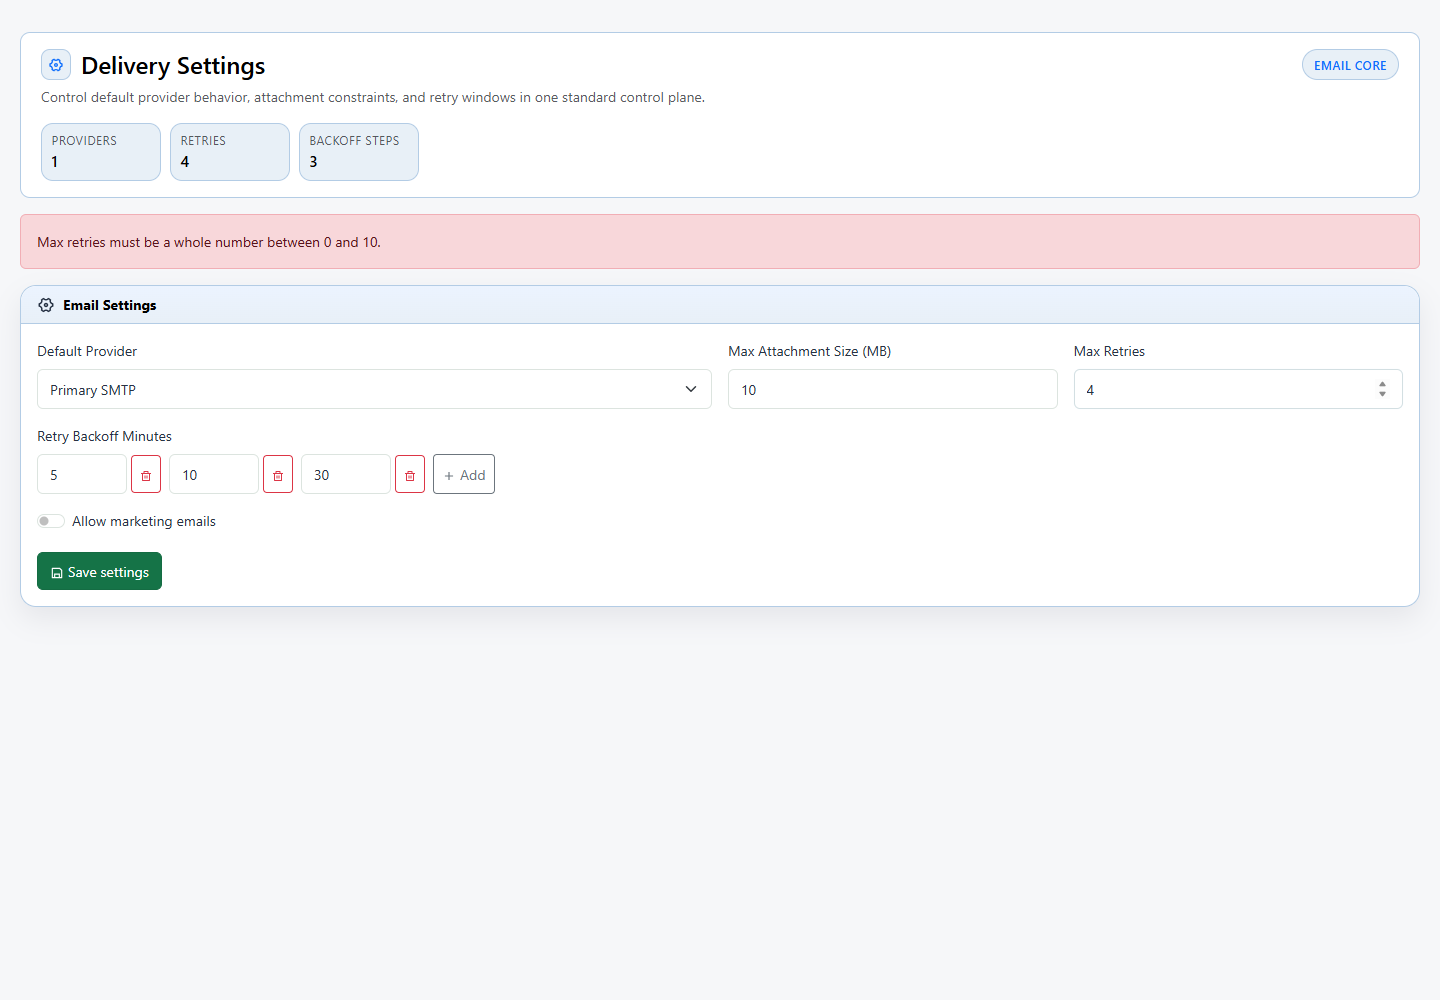 Delivery Settings
EMAIL CORE
Control default provider behavior, attachment constraints, and retry windows in one standard control plane.
PROVIDERS
1
RETRIES
4
BACKOFF STEPS
3
Max retries must be a whole number between 0 and 10.
Email Settings
Default Provider
Primary SMTP
Max Attachment Size (MB)
10
Max Retries
4
Retry Backoff Minutes
5
10
30
+ Add
Allow marketing emails
Save settings